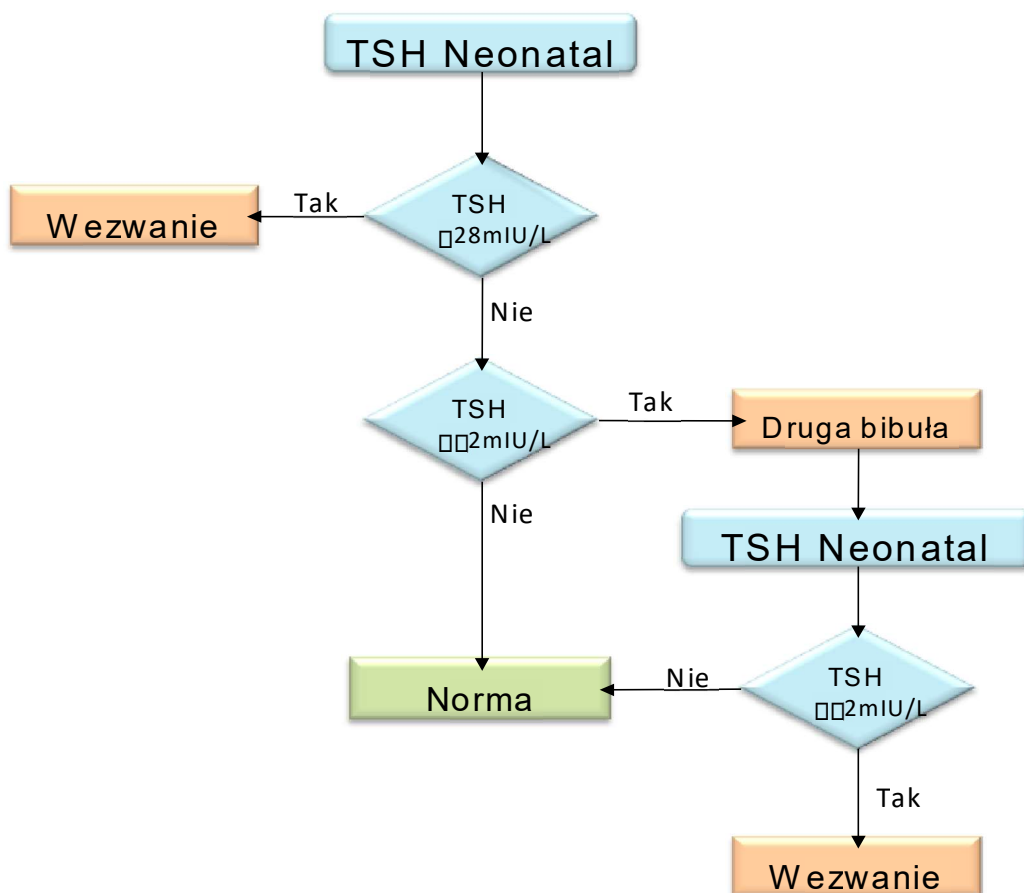 TSH Neonatal
Tak
TSH
Wezwanie
▯28mIU/L
Nie
TSH
Tak
Druga bibuła
▯▯2mIU/L
Nie
TSH Neonatal
Nie
TSH
Norma
▯▯2mIU/L
Tak
Wezwanie